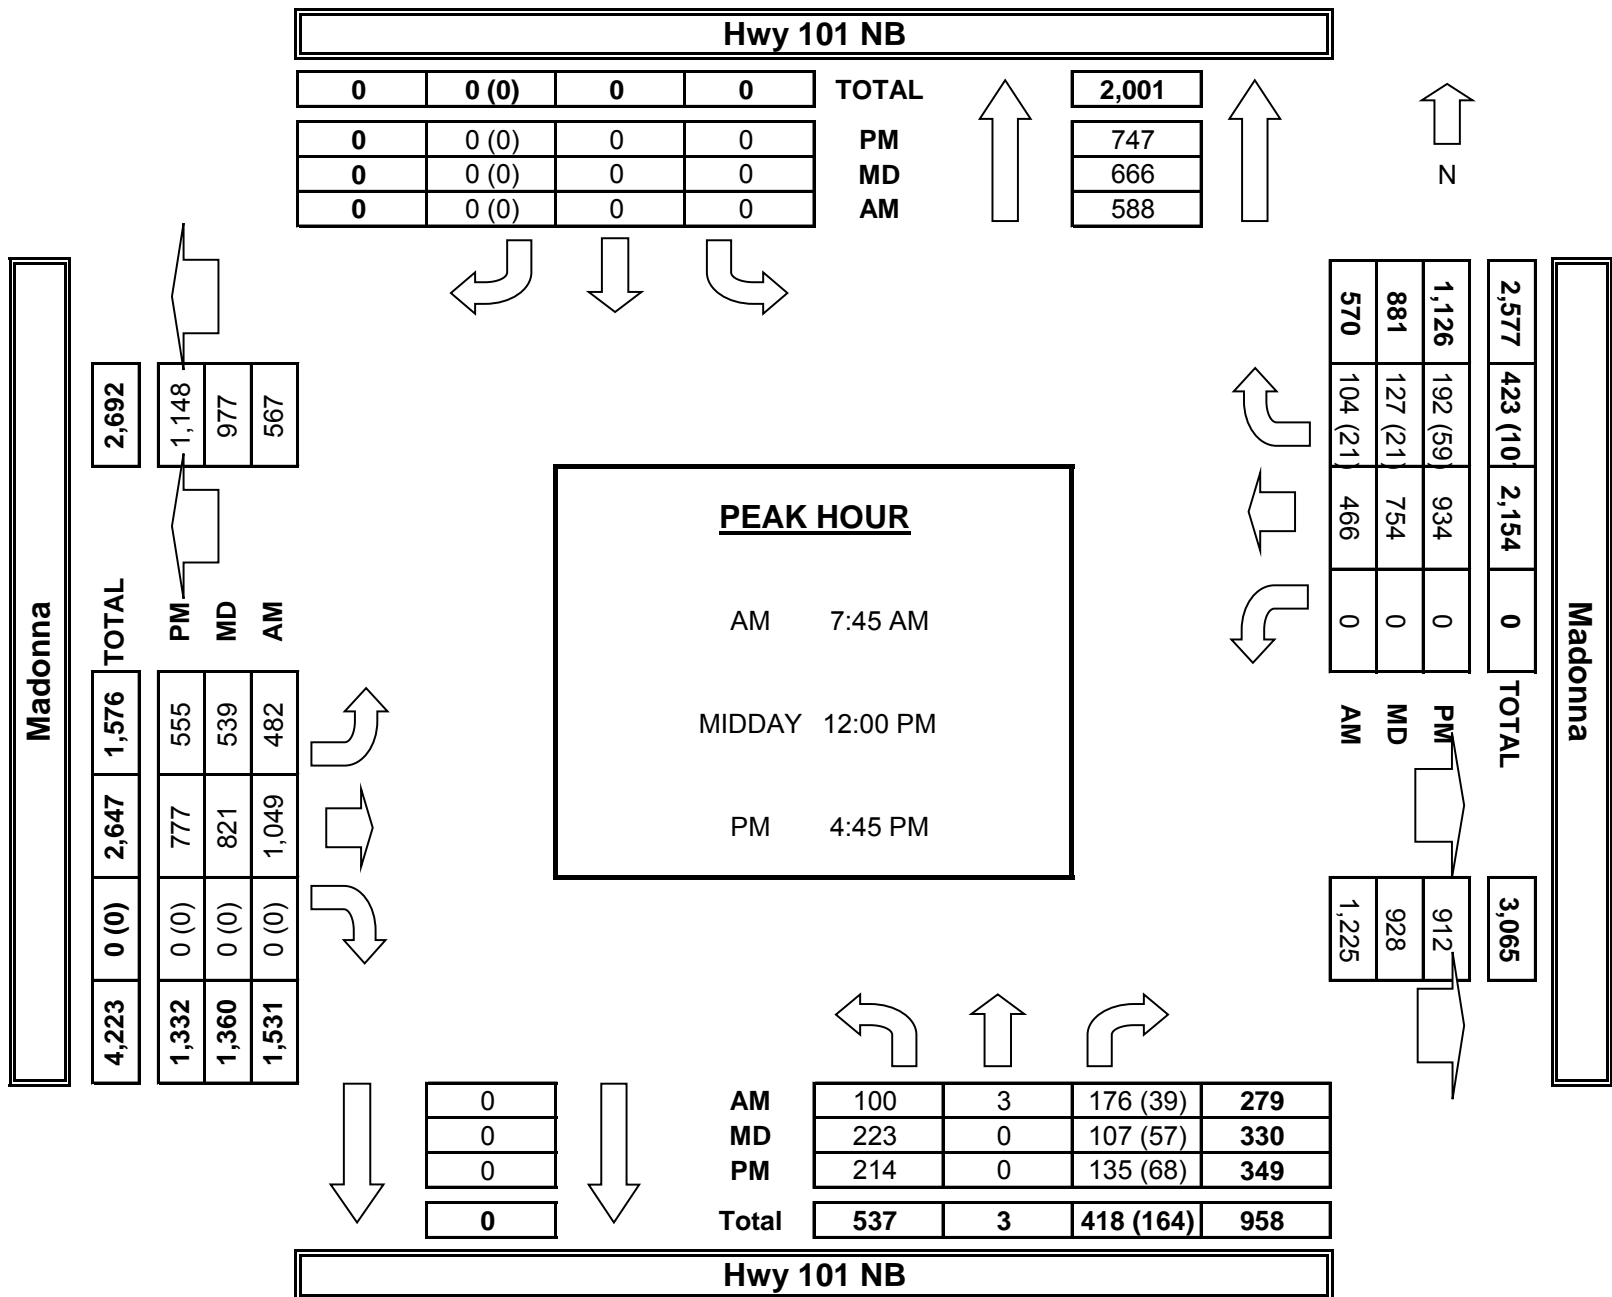 Hwy 101 NB
0 0 (0) 0 0 TOTAL 2,001
0 0 (0) 0 0 PM 747
0 0 (0) 0 0 MD 666
0 0 (0) 0 0 AM 588
N
Madonna
2,692 1,148 977 567
TOTAL PM MD AM
1,576 555 539 482
2,647 777 821 1,049
0 (0) 0 (0) 0 (0) 0 (0)
4,223 1,332 1,360 1,531
PEAK HOUR
AM 7:45 AM
MIDDAY 12:00 PM
PM 4:45 PM
570 881 1,126 2,577
104 (21) 127 (21) 192 (59) 423 (10
466 754 934 2,154
0 0 0 0
AM MD PM TOTAL
1,225 928 912 3,065
Madonna
0 AM 100 3 176 (39) 279
0 MD 223 0 107 (57) 330
0 PM 214 0 135 (68) 349
0 Total 537 3 418 (164) 958
Hwy 101 NB